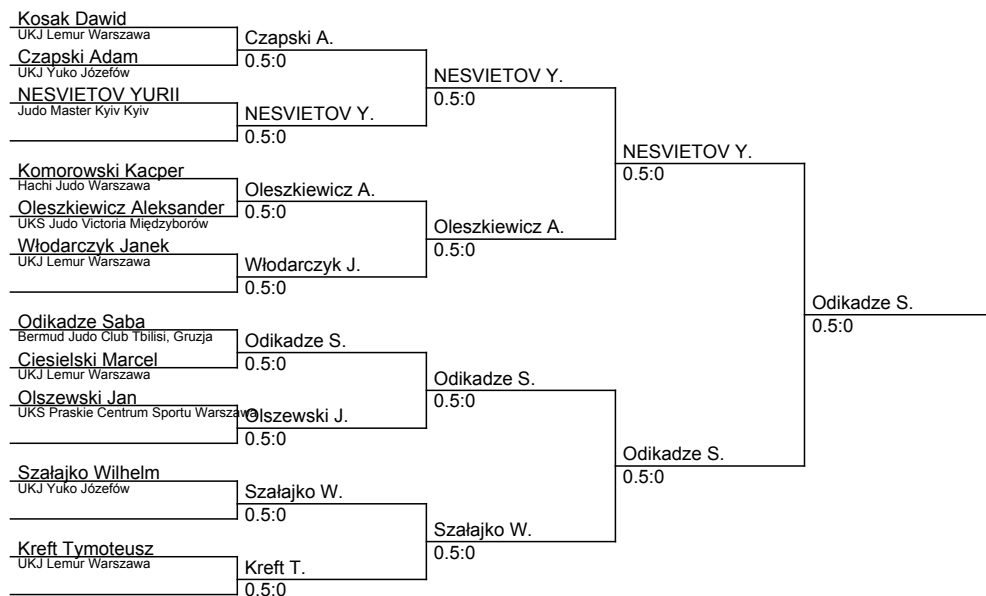 Kosak Dawid
UKJ Lemur Warszawa
Czapski Adam
UKJ Yuko Józefów
NESVIETOV YURII
Judo Master Kyiv Kyiv
Komorowski Kacper
Hachi Judo Warszawa
Oleszkiewicz Aleksander
UKS Judo Victoria Międzyborów
Włodarczyk Janek
UKJ Lemur Warszawa
Odikadze Saba
Bermud Judo Club Tbilisi, Gruzja
Ciesielski Marcel
UKJ Lemur Warszawa
Olszewski Jan
UKS Praskie Centrum Sportu Warszawa
Szałajko Wilhelm
UKJ Yuko Józefów
Kreft Tymoteusz
UKJ Lemur Warszawa
Czapski A.
0.5:0
NESVIETOV Y.
0.5:0
Oleszkiewicz A.
0.5:0
Włodarczyk J.
0.5:0
Odikadze S.
0.5:0
Olszewski J.
0.5:0
Szałajko W.
0.5:0
Kreft T.
0.5:0
NESVIETOV Y.
0.5:0
Oleszkiewicz A.
0.5:0
Odikadze S.
0.5:0
Szałajko W.
0.5:0
NESVIETOV Y.
0.5:0
Odikadze S.
0.5:0
Odikadze S.
0.5:0